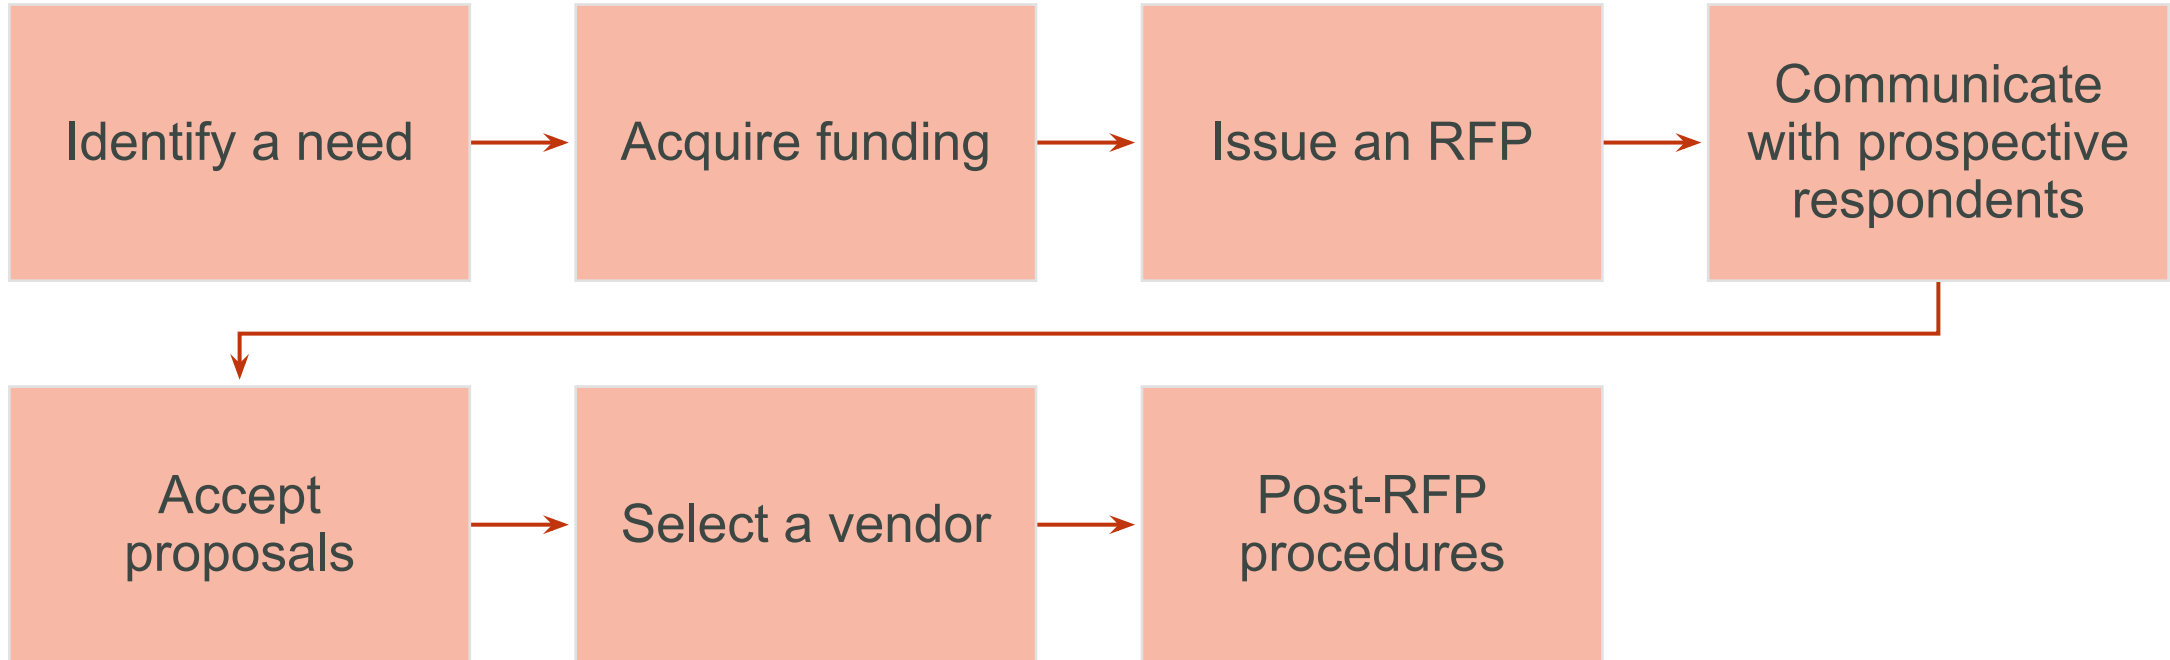 Identify a need
Acquire funding
Issue an RFP
Communicate
with prospective
respondents
Accept
proposals
Select a vendor
Post-RFP
procedures